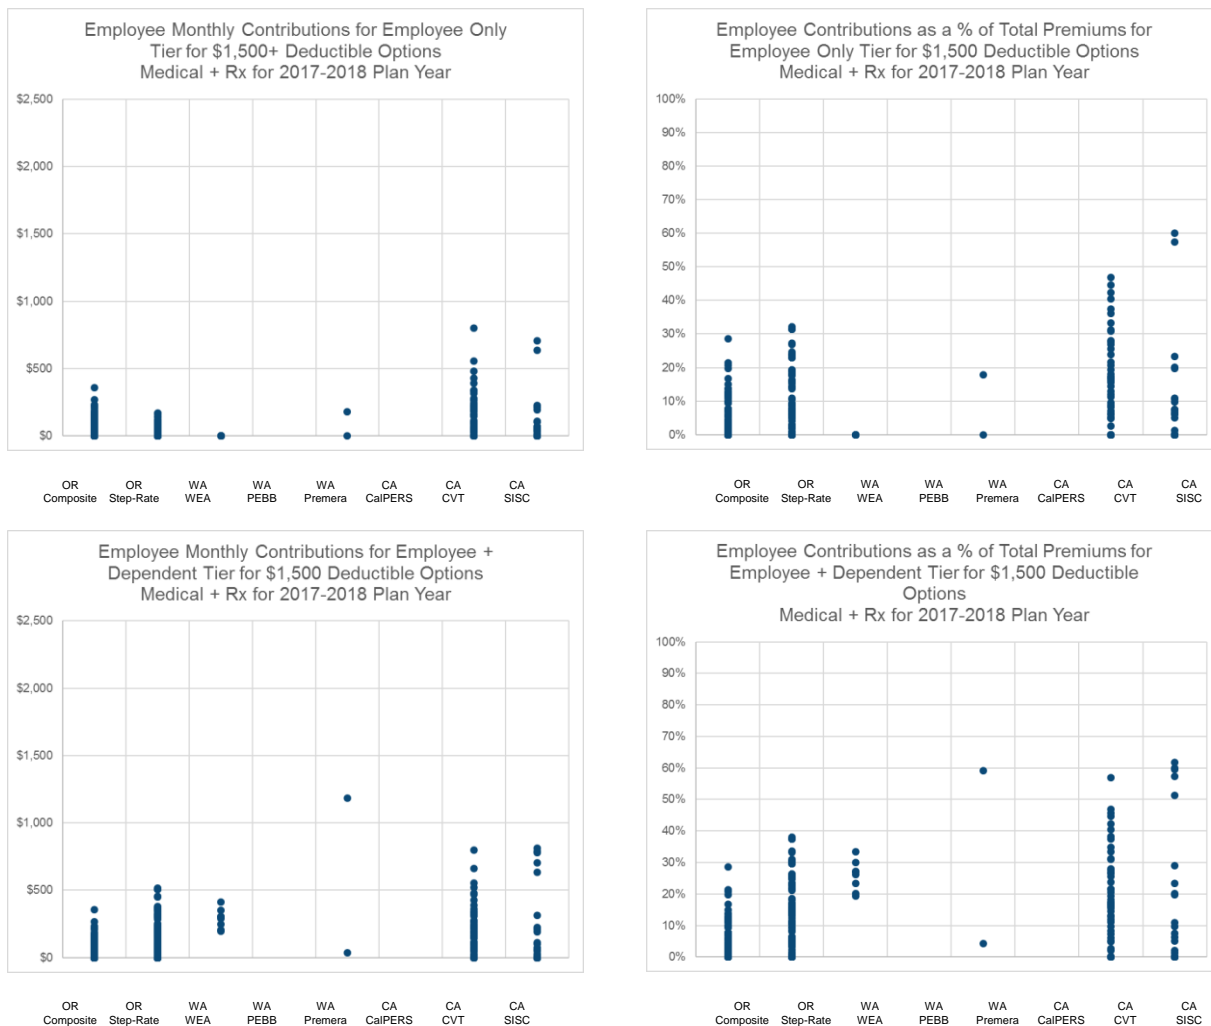 Employee Monthly Contributions for Employee Only
Tier for $1,500+ Deductible Options
Medical + Rx for 2017-2018 Plan Year
$2,500
$2,000
$1,500
$1,000
$500
$0
OR WA WA WA CA CA CA
OR
Composite Step-Rate WEA PEBB Premera CalPERS CVT SISC
Employee Contributions as a % of Total Premiums for
Employee Only Tier for $1,500 Deductible Options
Medical + Rx for 2017-2018 Plan Year
100%
90%
80%
70%
60%
50%
40%
30%
20%
10%
0%
OR OR WA WA WA CA CA CA
Composite Step-Rate WEA PEBB Premera CalPERS CVT SISC
Employee Monthly Contributions for Employee +
Dependent Tier for $1,500 Deductible Options
Medical + Rx for 2017-2018 Plan Year
$2,500
$2,000
$1,500
$1,000
$500
$0
OR OR WA WA WA CA CA CA
Composite Step-Rate WEA PEBB Premera CalPERS CVT SISC
Employee Contributions as a % of Total Premiums for
Employee + Dependent Tier for $1,500 Deductible
Options
Medical + Rx for 2017-2018 Plan Year
100%
90%
80%
70%
60%
50%
40%
30%
20%
10%
0%
OR OR WA WA WA CA CA CA
Composite Step-Rate WEA PEBB Premera CalPERS CVT SISC